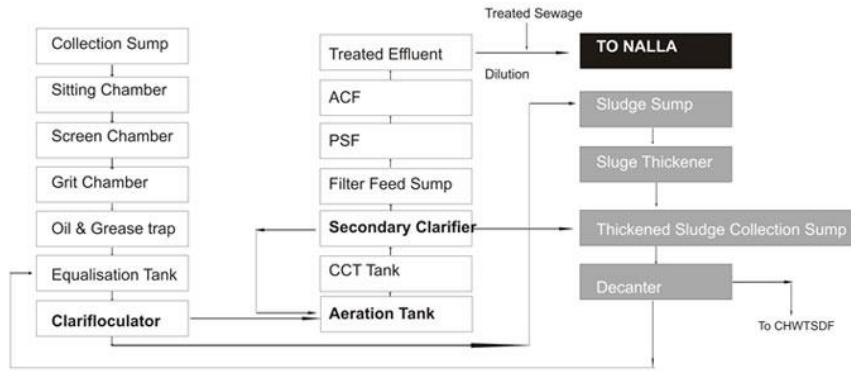 Collection Sump
Sitting Chamber
Screen Chamber
Grit Chamber
Oil & Grease trap
Equalisation Tank
Clarifloculator
Treated Effluent
ACF
PSF
Filter Feed Sump
Secondary Clarifier
CCT Tank
Aeration Tank
Treated Sewage
Dilution
TO NALLA
Sludge Sump
Sluge Thickener
Thickened Sludge Collection Sump
Decanter
To CHWTSDF